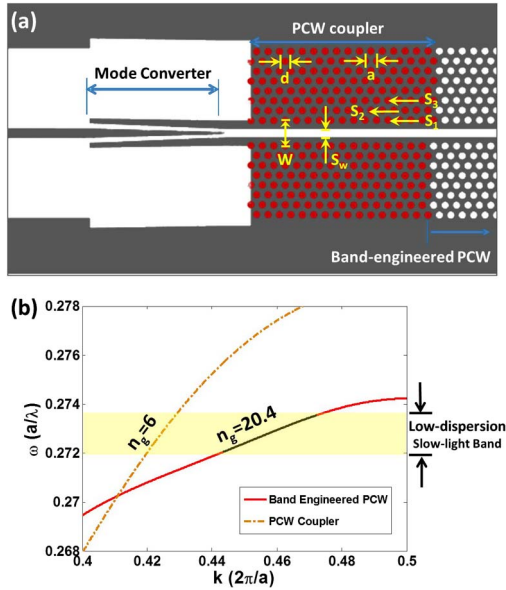 (a)
PCW coupler
Mode Converter
d
a
S3
S2
S1
W
Sw
Band-engineered PCW
(b)
0.278
0.276
0.274
0.272
0.27
0.268
ω (a/λ)
ng=6
ng=20.4
Low-dispersion
Slow-light Band
Band Engineered PCW
PCW Coupler
0.4
0.42
0.44
0.46
0.48
0.5
k (2π/a)